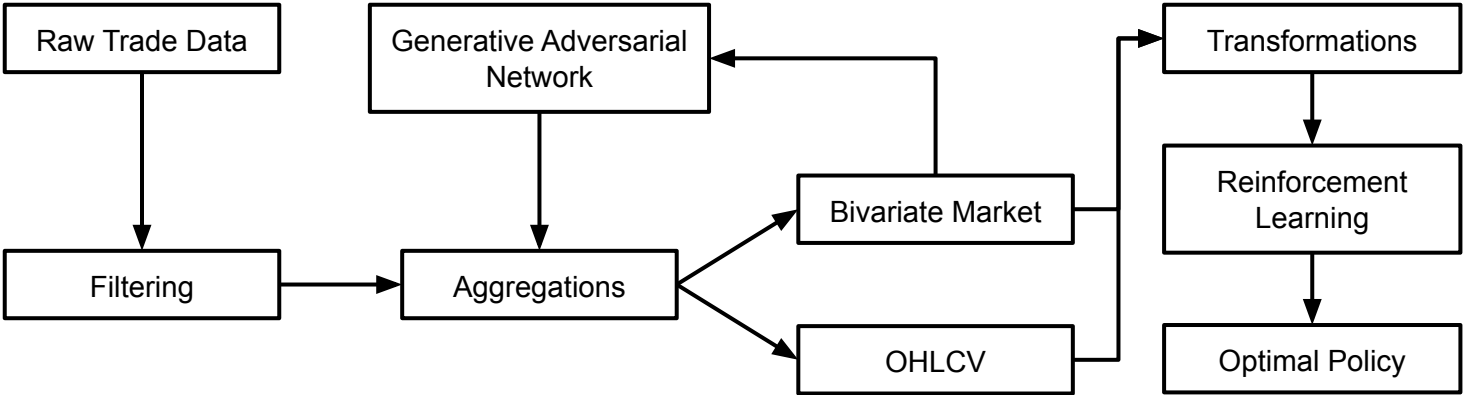 Raw Trade Data
Generative Adversarial
Network
Transformations
Reinforcement
Learning
Bivariate Market
Filtering
Aggregations
OHLCV
Optimal Policy